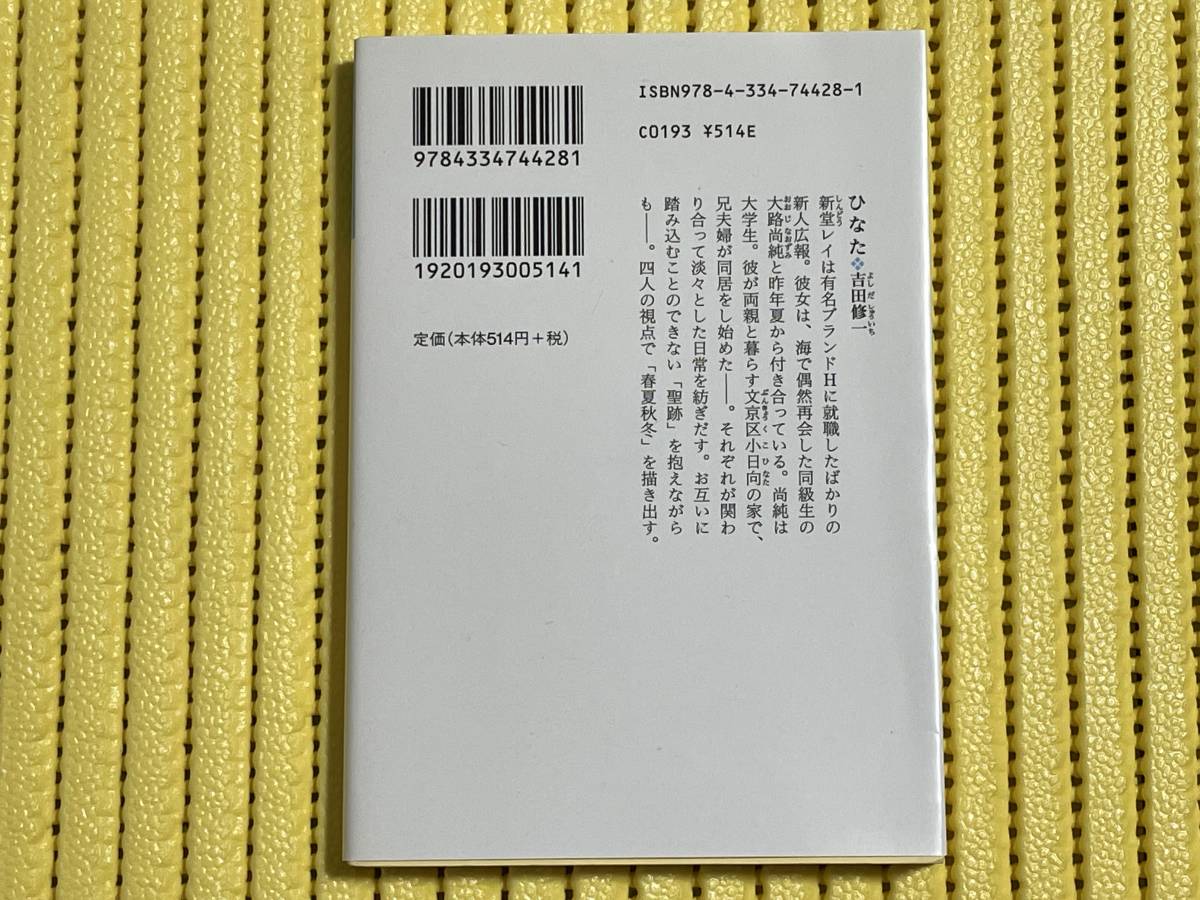 ISBN978-4-334-74428-1
C0193 ¥514E
9784334744281
1920193005141
定価(本体514円+税)
ひなた❖吉田修一
新堂レイは有名ブランドHに就職したばかりの
新人広報。彼女は、海で偶然再会した同級生の
大路尚純と昨年夏から付き合っている。尚純は
大学生。彼が両親と暮らす文京区小日向の家で、
兄夫婦が同居をし始めた――。それぞれが関わ
り合って淡々とした日常を紡ぎだす。お互いに
踏み込むことのできない「聖跡」を抱えながら
も――。四人の視点で「春夏秋冬」を描き出す。